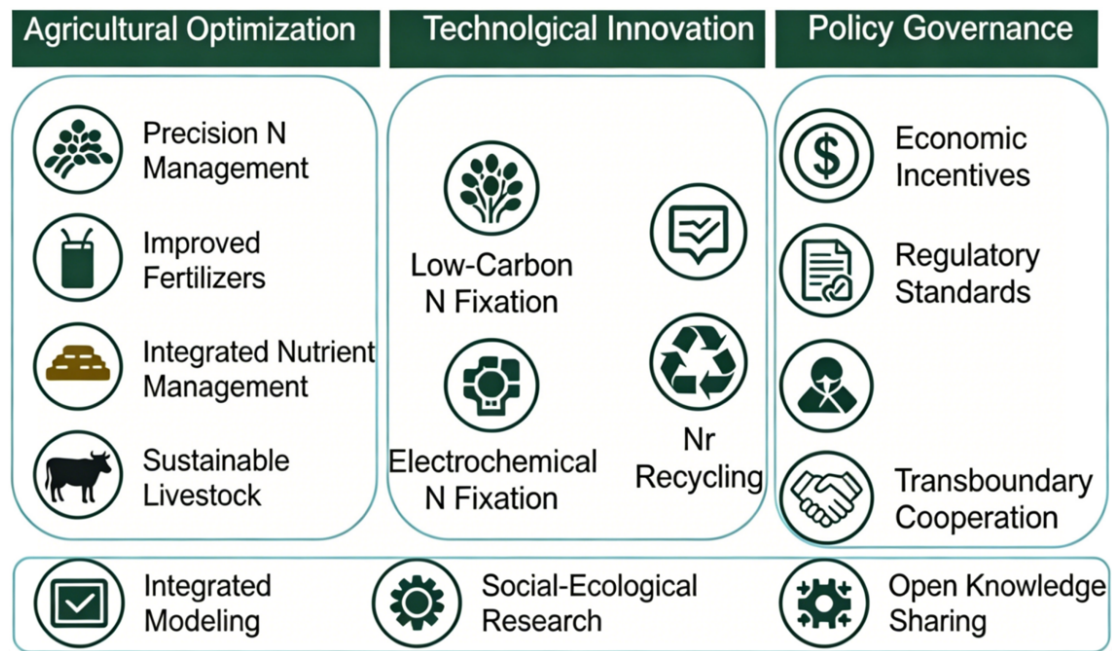 Agricultural Optimization
Technolgical Innovation
Policy Governance
Precision N
Management
Improved
Fertilizers
Integrated Nutrient
Management
Sustainable
Livestock
Low-Carbon
N Fixation
Electrochemical
N Fixation
Nr
Recycling
Economic
Incentives
Regulatory
Standards
Transboundary
Cooperation
Integrated
Modeling
Social-Ecological
Research
Open Knowledge
Sharing